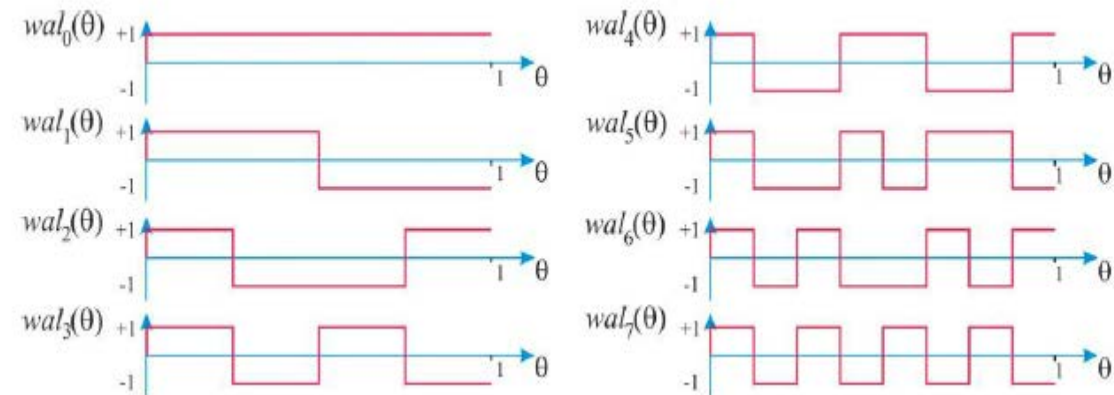 wal₀(θ) +1 -1 1 θ
wal₁(θ) +1 -1 1 θ
wal₂(θ) +1 -1 1 θ
wal₃(θ) +1 -1 1 θ
wal₄(θ) +1 -1 1 θ
wal₅(θ) +1 -1 1 θ
wal₆(θ) +1 -1 1 θ
wal₇(θ) +1 -1 1 θ